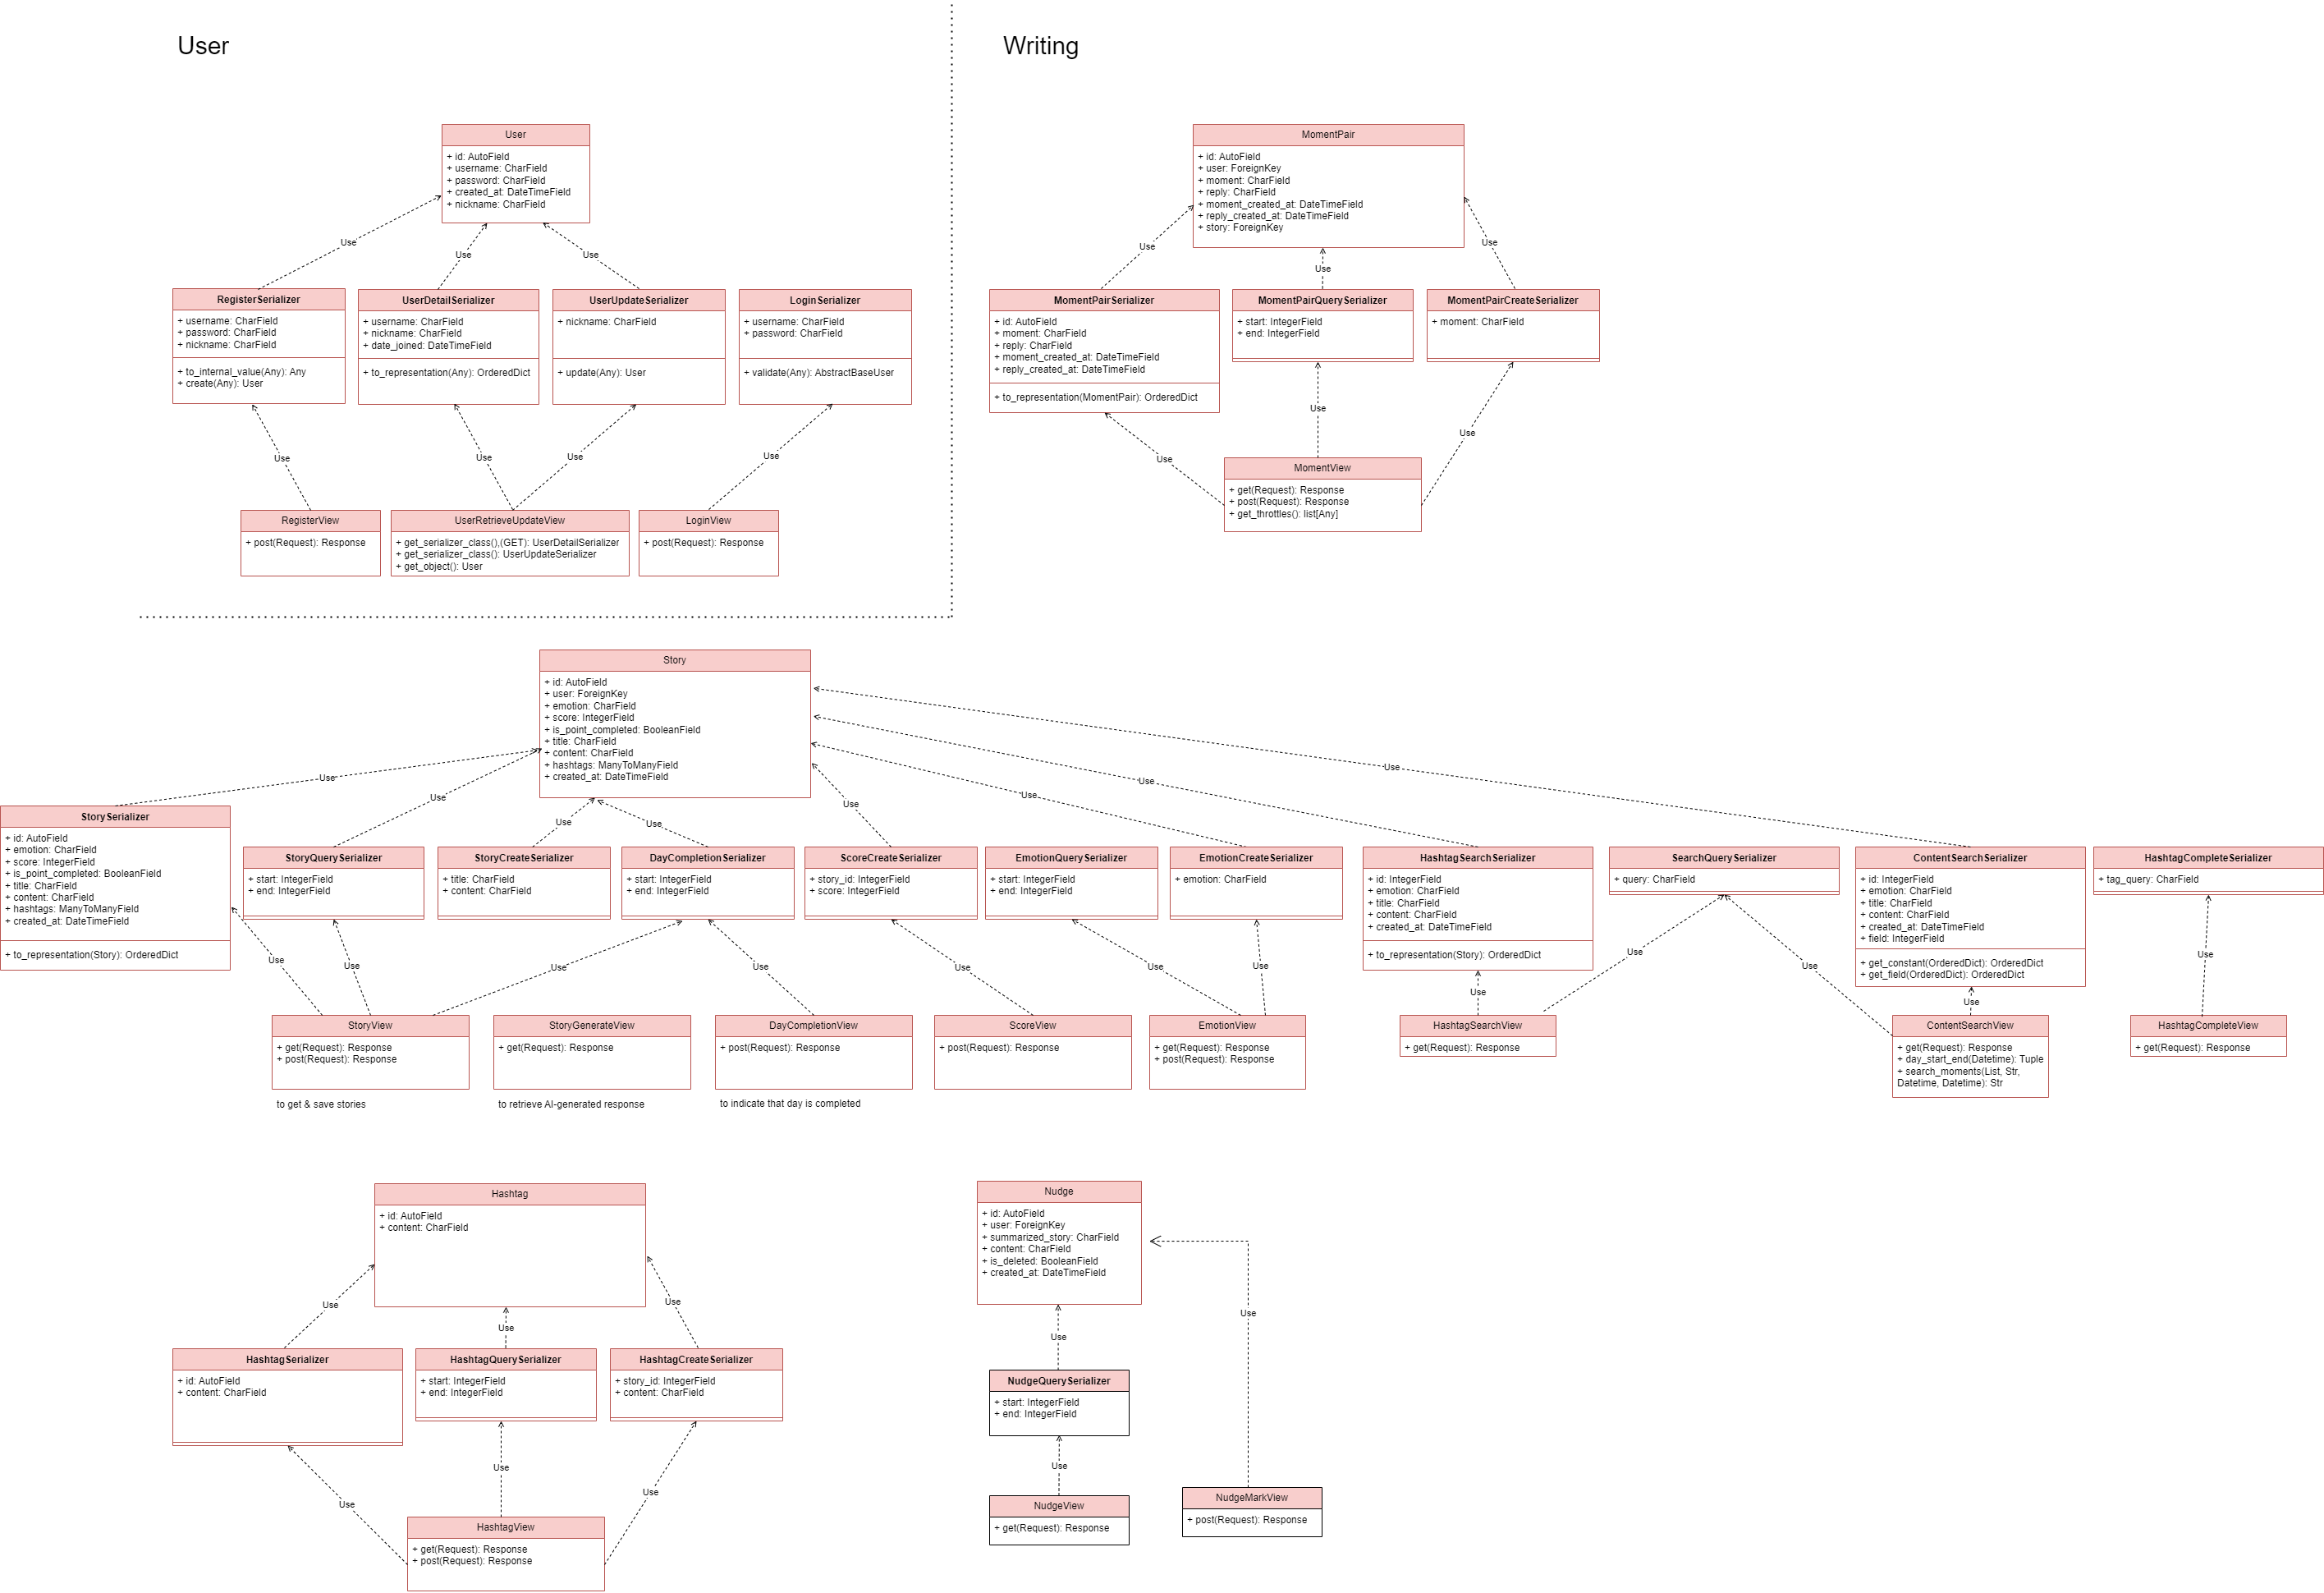 User
Writing
User
+ id: AutoField
+ username: CharField
+ password: CharField
+ created_at: DateTimeField
+ nickname: CharField
MomentPair
+ id: AutoField
+ user: ForeignKey
+ moment: CharField
+ reply: CharField
+ moment_created_at: DateTimeField
+ reply_created_at: DateTimeField
+ story: ForeignKey
Use
Use
Use
Use
Use
Use
RegisterSerializer
+ username: CharField
+ password: CharField
+ nickname: CharField
+ to_internal_value(Any): Any
+ create(Any): User
UserDetailSerializer
+ username: CharField
+ nickname: CharField
+ date_joined: DateTimeField
+ to_representation(Any): OrderedDict
UserUpdateSerializer
+ nickname: CharField
+ update(Any): User
LoginSerializer
+ username: CharField
+ password: CharField
+ validate(Any): AbstractBaseUser
MomentPairSerializer
+ id: AutoField
+ moment: CharField
+ reply: CharField
+ moment_created_at: DateTimeField
+ reply_created_at: DateTimeField
+ to_representation(MomentPair): OrderedDict
MomentPairQuerySerializer
+ start: IntegerField
+ end: IntegerField
MomentPairCreateSerializer
+ moment: CharField
Use
Use
Use
Use
Use
Use
Use
RegisterView
+ post(Request): Response
UserRetrieveUpdateView
+ get_serializer_class(),(GET): UserDetailSerializer
+ get_serializer_class(): UserUpdateSerializer
+ get_object(): User
LoginView
+ post(Request): Response
MomentView
+ get(Request): Response
+ post(Request): Response
+ get_throttles(): list[Any]
Story
+ id: AutoField
+ user: ForeignKey
+ emotion: CharField
+ score: IntegerField
+ is_point_completed: BooleanField
+ title: CharField
+ content: CharField
+ hashtags: ManyToManyField
+ created_at: DateTimeField
Use
Use
Use
Use
Use
Use
Use
Use
StorySerializer
+ id: AutoField
+ emotion: CharField
+ score: IntegerField
+ is_point_completed: BooleanField
+ title: CharField
+ content: CharField
+ hashtags: ManyToManyField
+ created_at: DateTimeField
+ to_representation(Story): OrderedDict
StoryQuerySerializer
+ start: IntegerField
+ end: IntegerField
StoryCreateSerializer
+ title: CharField
+ content: CharField
DayCompletionSerializer
+ start: IntegerField
+ end: IntegerField
ScoreCreateSerializer
+ story_id: IntegerField
+ score: IntegerField
EmotionQuerySerializer
+ start: IntegerField
+ end: IntegerField
EmotionCreateSerializer
+ emotion: CharField
HashtagSearchSerializer
+ id: IntegerField
+ emotion: CharField
+ title: CharField
+ content: CharField
+ created_at: DateTimeField
+ to_representation(Story): OrderedDict
SearchQuerySerializer
+ query: CharField
ContentSearchSerializer
+ id: IntegerField
+ emotion: CharField
+ title: CharField
+ content: CharField
+ created_at: DateTimeField
+ field: IntegerField
+ get_constant(OrderedDict): OrderedDict
+ get_field(OrderedDict): OrderedDict
HashtagCompleteSerializer
+ tag_query: CharField
Use
Use
Use
Use
Use
Use
Use
Use
Use
Use
Use
Use
StoryView
+ get(Request): Response
+ post(Request): Response
to get & save stories
StoryGenerateView
+ get(Request): Response
to retrieve AI-generated response
DayCompletionView
+ post(Request): Response
to indicate that day is completed
ScoreView
+ post(Request): Response
EmotionView
+ get(Request): Response
+ post(Request): Response
HashtagSearchView
+ get(Request): Response
ContentSearchView
+ get(Request): Response
+ day_start_end(Datetime): Tuple
+ search_moments(List, Str,
Datetime, Datetime): Str
HashtagCompleteView
+ get(Request): Response
Hashtag
+ id: AutoField
+ content: CharField
Use
Use
Use
HashtagSerializer
+ id: AutoField
+ content: CharField
HashtagQuerySerializer
+ start: IntegerField
+ end: IntegerField
HashtagCreateSerializer
+ story_id: IntegerField
+ content: CharField
Use
Use
Use
HashtagView
+ get(Request): Response
+ post(Request): Response
Nudge
+ id: AutoField
+ user: ForeignKey
+ summarized_story: CharField
+ content: CharField
+ is_deleted: BooleanField
+ created_at: DateTimeField
Use
Use
NudgeQuerySerializer
+ start: IntegerField
+ end: IntegerField
Use
NudgeView
+ get(Request): Response
NudgeMarkView
+ post(Request): Response